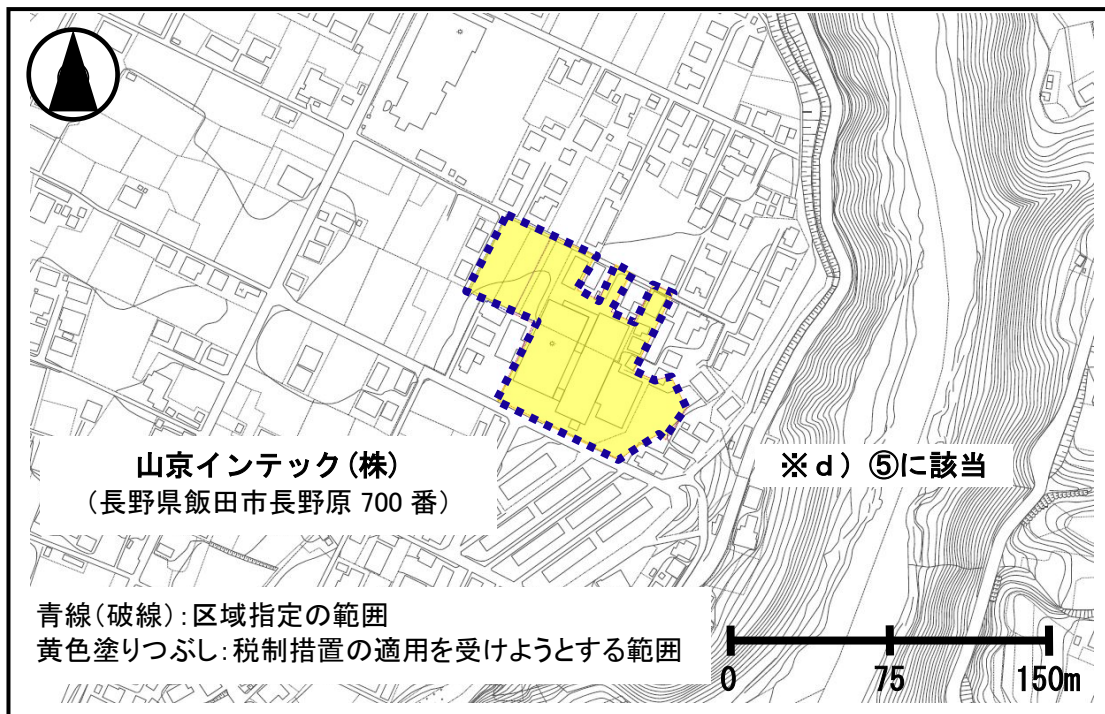 山京インテック(株)
(長野県飯田市長野原 700 番)
※d) ⑤に該当
青線(破線):区域指定の範囲
黄色塗りつぶし:税制措置の適用を受けようとする範囲
0 75 150m